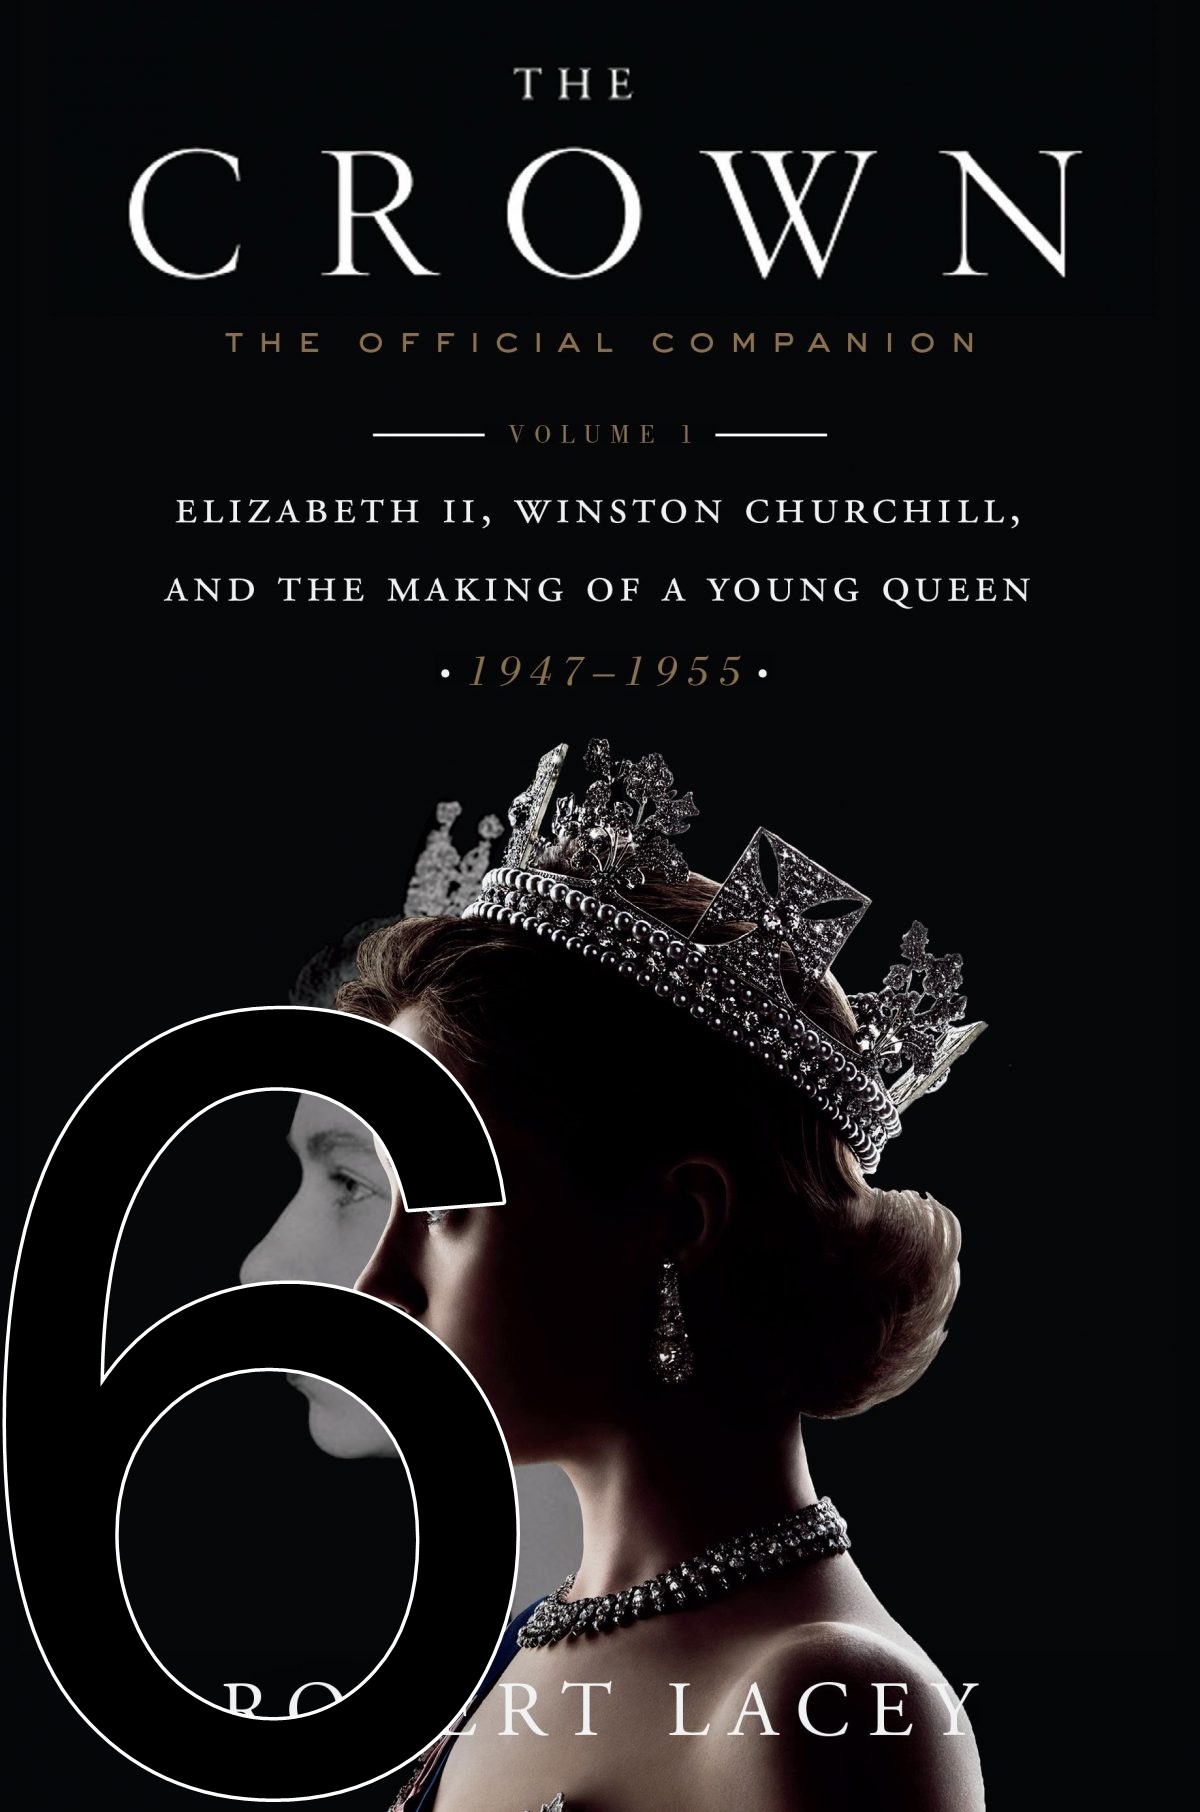 THE
CROWN
THE OFFICIAL COMPANION
VOLUME 1
ELIZABETH II, WINSTON CHURCHILL,
AND THE MAKING OF A YOUNG QUEEN
• 1947–1955 •
6
LACEY